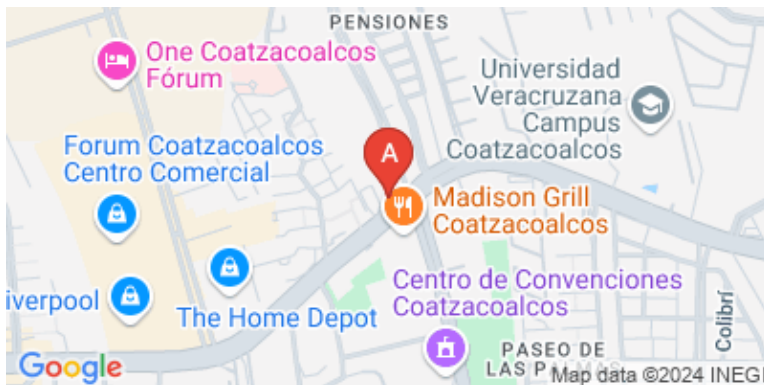 PENSIONES
One Coatzacoalcos
Fórum
Universidad
Veracruzana
Campus
Coatzacoalcos
Forum Coatzacoalcos
Centro Comercial
A
Madison Grill
Coatzacoalcos
Centro de Convenciones
Coatzacoalcos
iverpool
The Home Depot
Colibrí
PASEO DE
LAS PALMAS
Google
Map data ©2024 INEGI